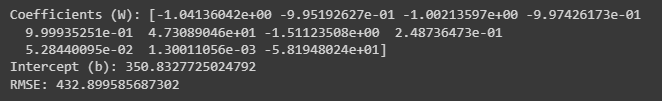 Coefficients (W): [-1.04136042e+00 -9.95192627e-01 -1.00213597e+00 -9.97426173e-01
9.99935251e-01 4.73089046e+01 -1.51123508e+00 2.48736473e-01
5.28440095e-02 1.30011056e-03 -5.81948024e+01]
Intercept (b): 350.8327725024792
RMSE: 432.899585687302